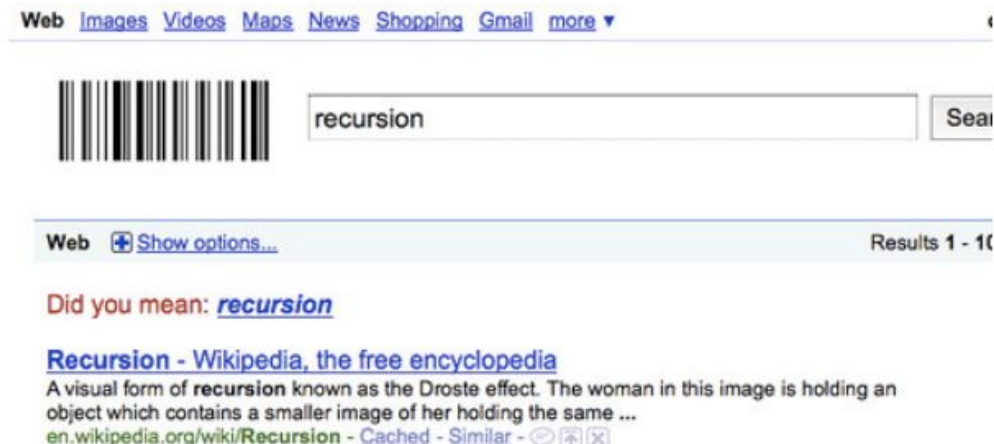 Web Images Videos Maps News Shopping Gmail more ▼
recursion
Web Show options...
Results 1 - 10
Did you mean: recursion
Recursion - Wikipedia, the free encyclopedia
A visual form of recursion known as the Droste effect. The woman in this image is holding an
object which contains a smaller image of her holding the same ...
en.wikipedia.org/wiki/Recursion - Cached - Similar -